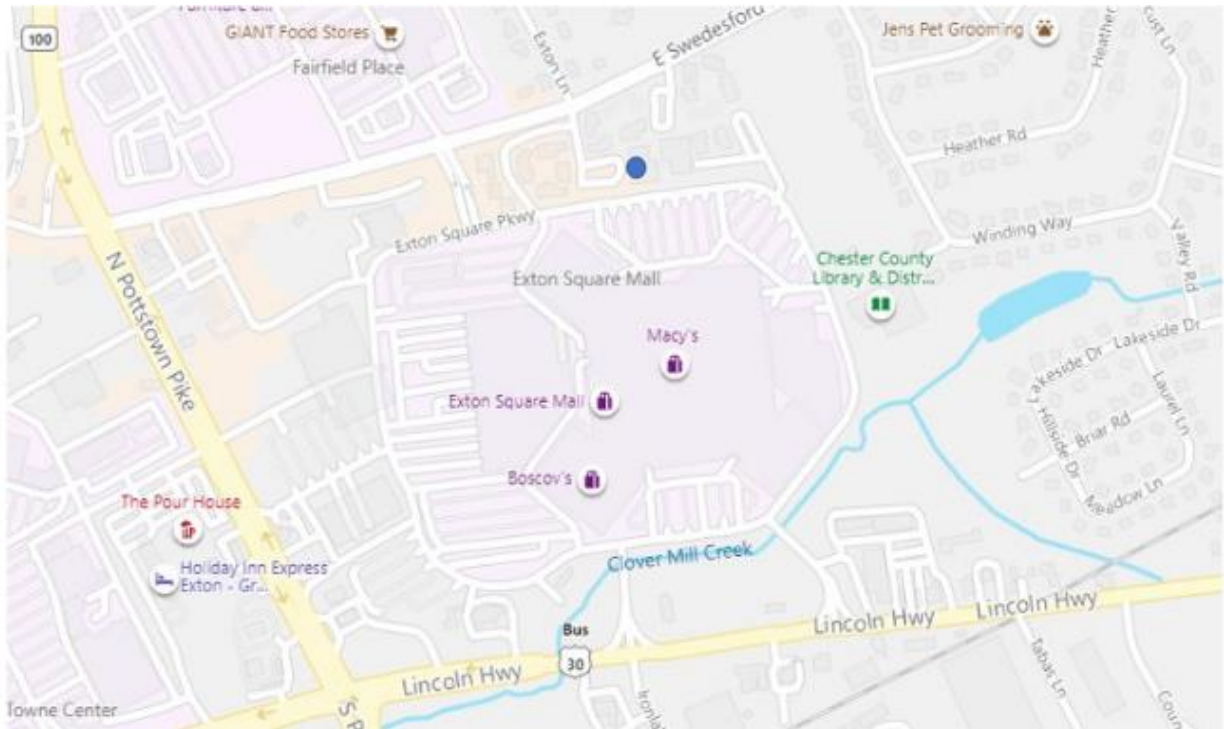 100
GIANT Food Stores
Fairfield Place
Exton Ln
E Swedesford
Jens Pet Grooming
Heather
Heather Rd
Winding Way
Valley Rd
Exton Square Pkwy
N Pottstown Pike
Exton Square Mall
Chester County
Library & Distr...
Macy's
Exton Square Mall
Boscov's
Lakeside Dr
Lakeside Dr
Laurel Ln
Briar Rd
Hillside Dr
Meadow Ln
The Pour House
Holiday Inn Express
Exton - Gr...
Clover Mill Creek
Lincoln Hwy
Lincoln Hwy
Bus
30
Lincoln Hwy
Towne Center